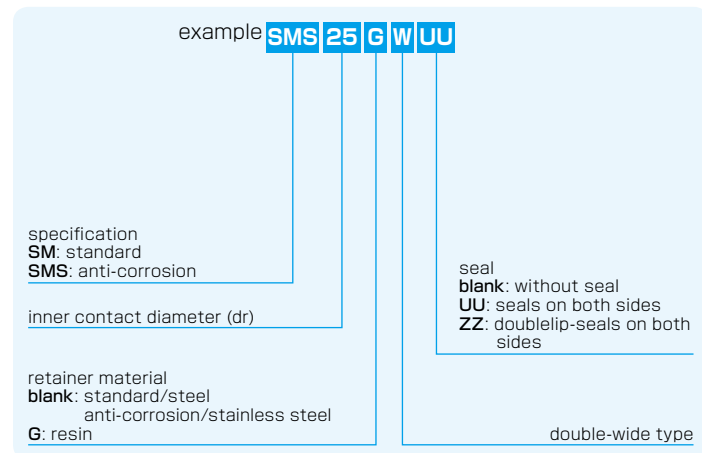 example SMS 25 G W UU
specification
SM: standard
SMS: anti-corrosion
inner contact diameter (dr)
retainer material
blank: standard/steel
anti-corrosion/stainless steel
G: resin
seal
blank: without seal
UU: seals on both sides
ZZ: doublelip-seals on both
sides
double-wide type